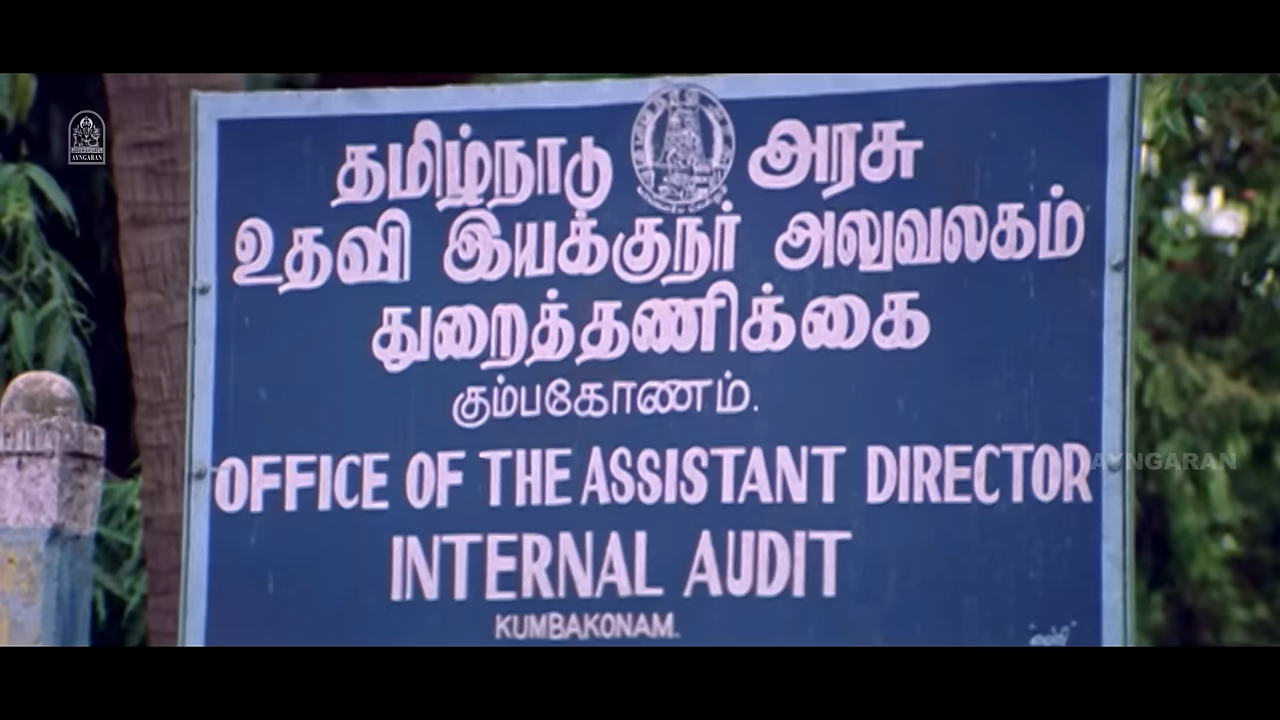 தமிழ்நாடு அரசு
உதவி இயக்குநர் அலுவலகம்
துறைத்தணிக்கை
கும்பகோணம்.
OFFICE OF THE ASSISTANT DIRECTOR
INTERNAL AUDIT
KUMBAKONAM.
AYNGARAN
AYNGARAN